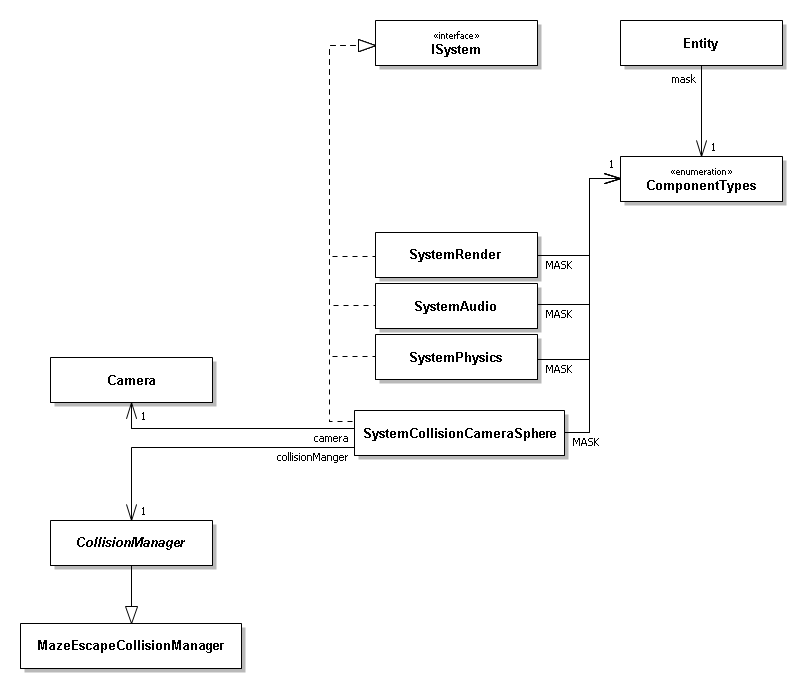 «interface»
ISystem
Entity
mask
1
1
«enumeration»
ComponentTypes
SystemRender
MASK
SystemAudio
MASK
SystemPhysics
MASK
Camera
1
SystemCollisionCameraSphere
camera
MASK
collisionManger
1
CollisionManager
MazeEscapeCollisionManager